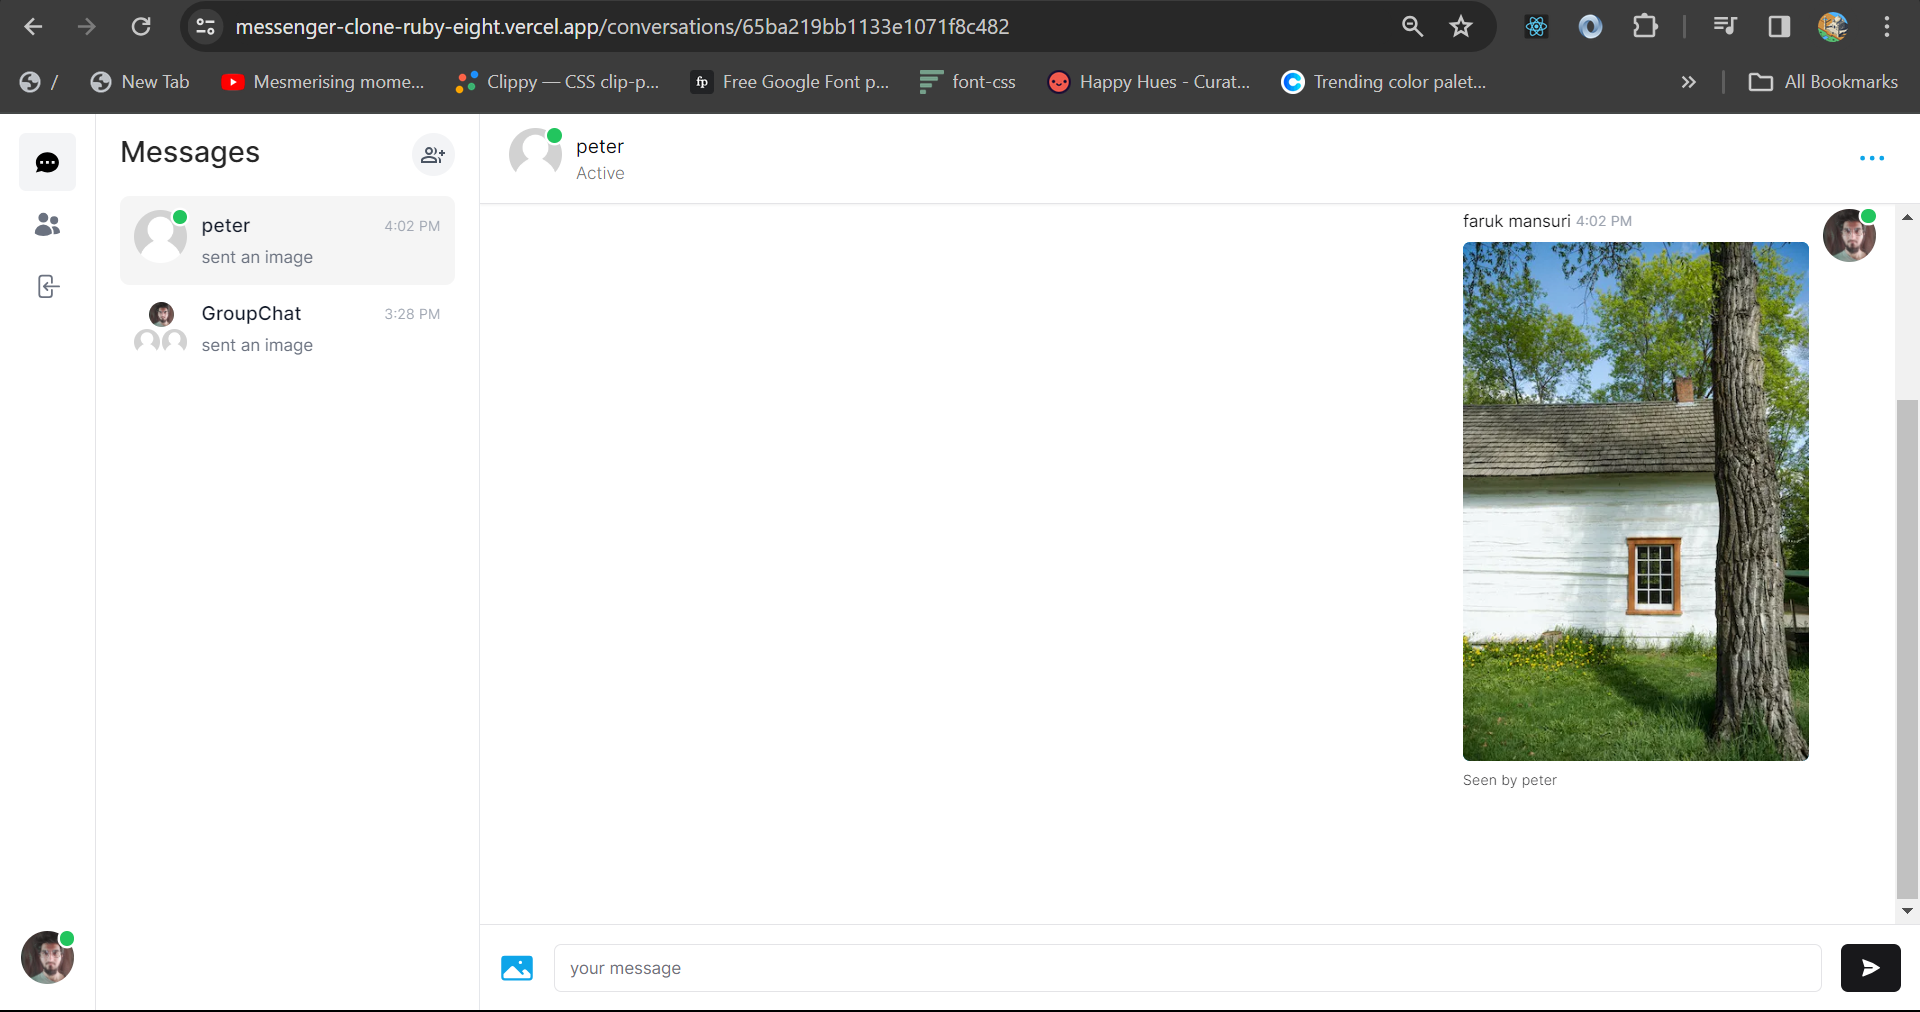 messenger-clone-ruby-eight.vercel.app/conversations/65ba219bb1133e1071f8c482
/ New Tab Mesmerising mome... Clippy — CSS clip-p... fp Free Google Font p... font-css Happy Hues - Curat... Trending color palet... » All Bookmarks
Messages
peter 4:02 PM
sent an image
GroupChat 3:28 PM
sent an image
peter
Active
faruk mansuri 4:02 PM
Seen by peter
your message